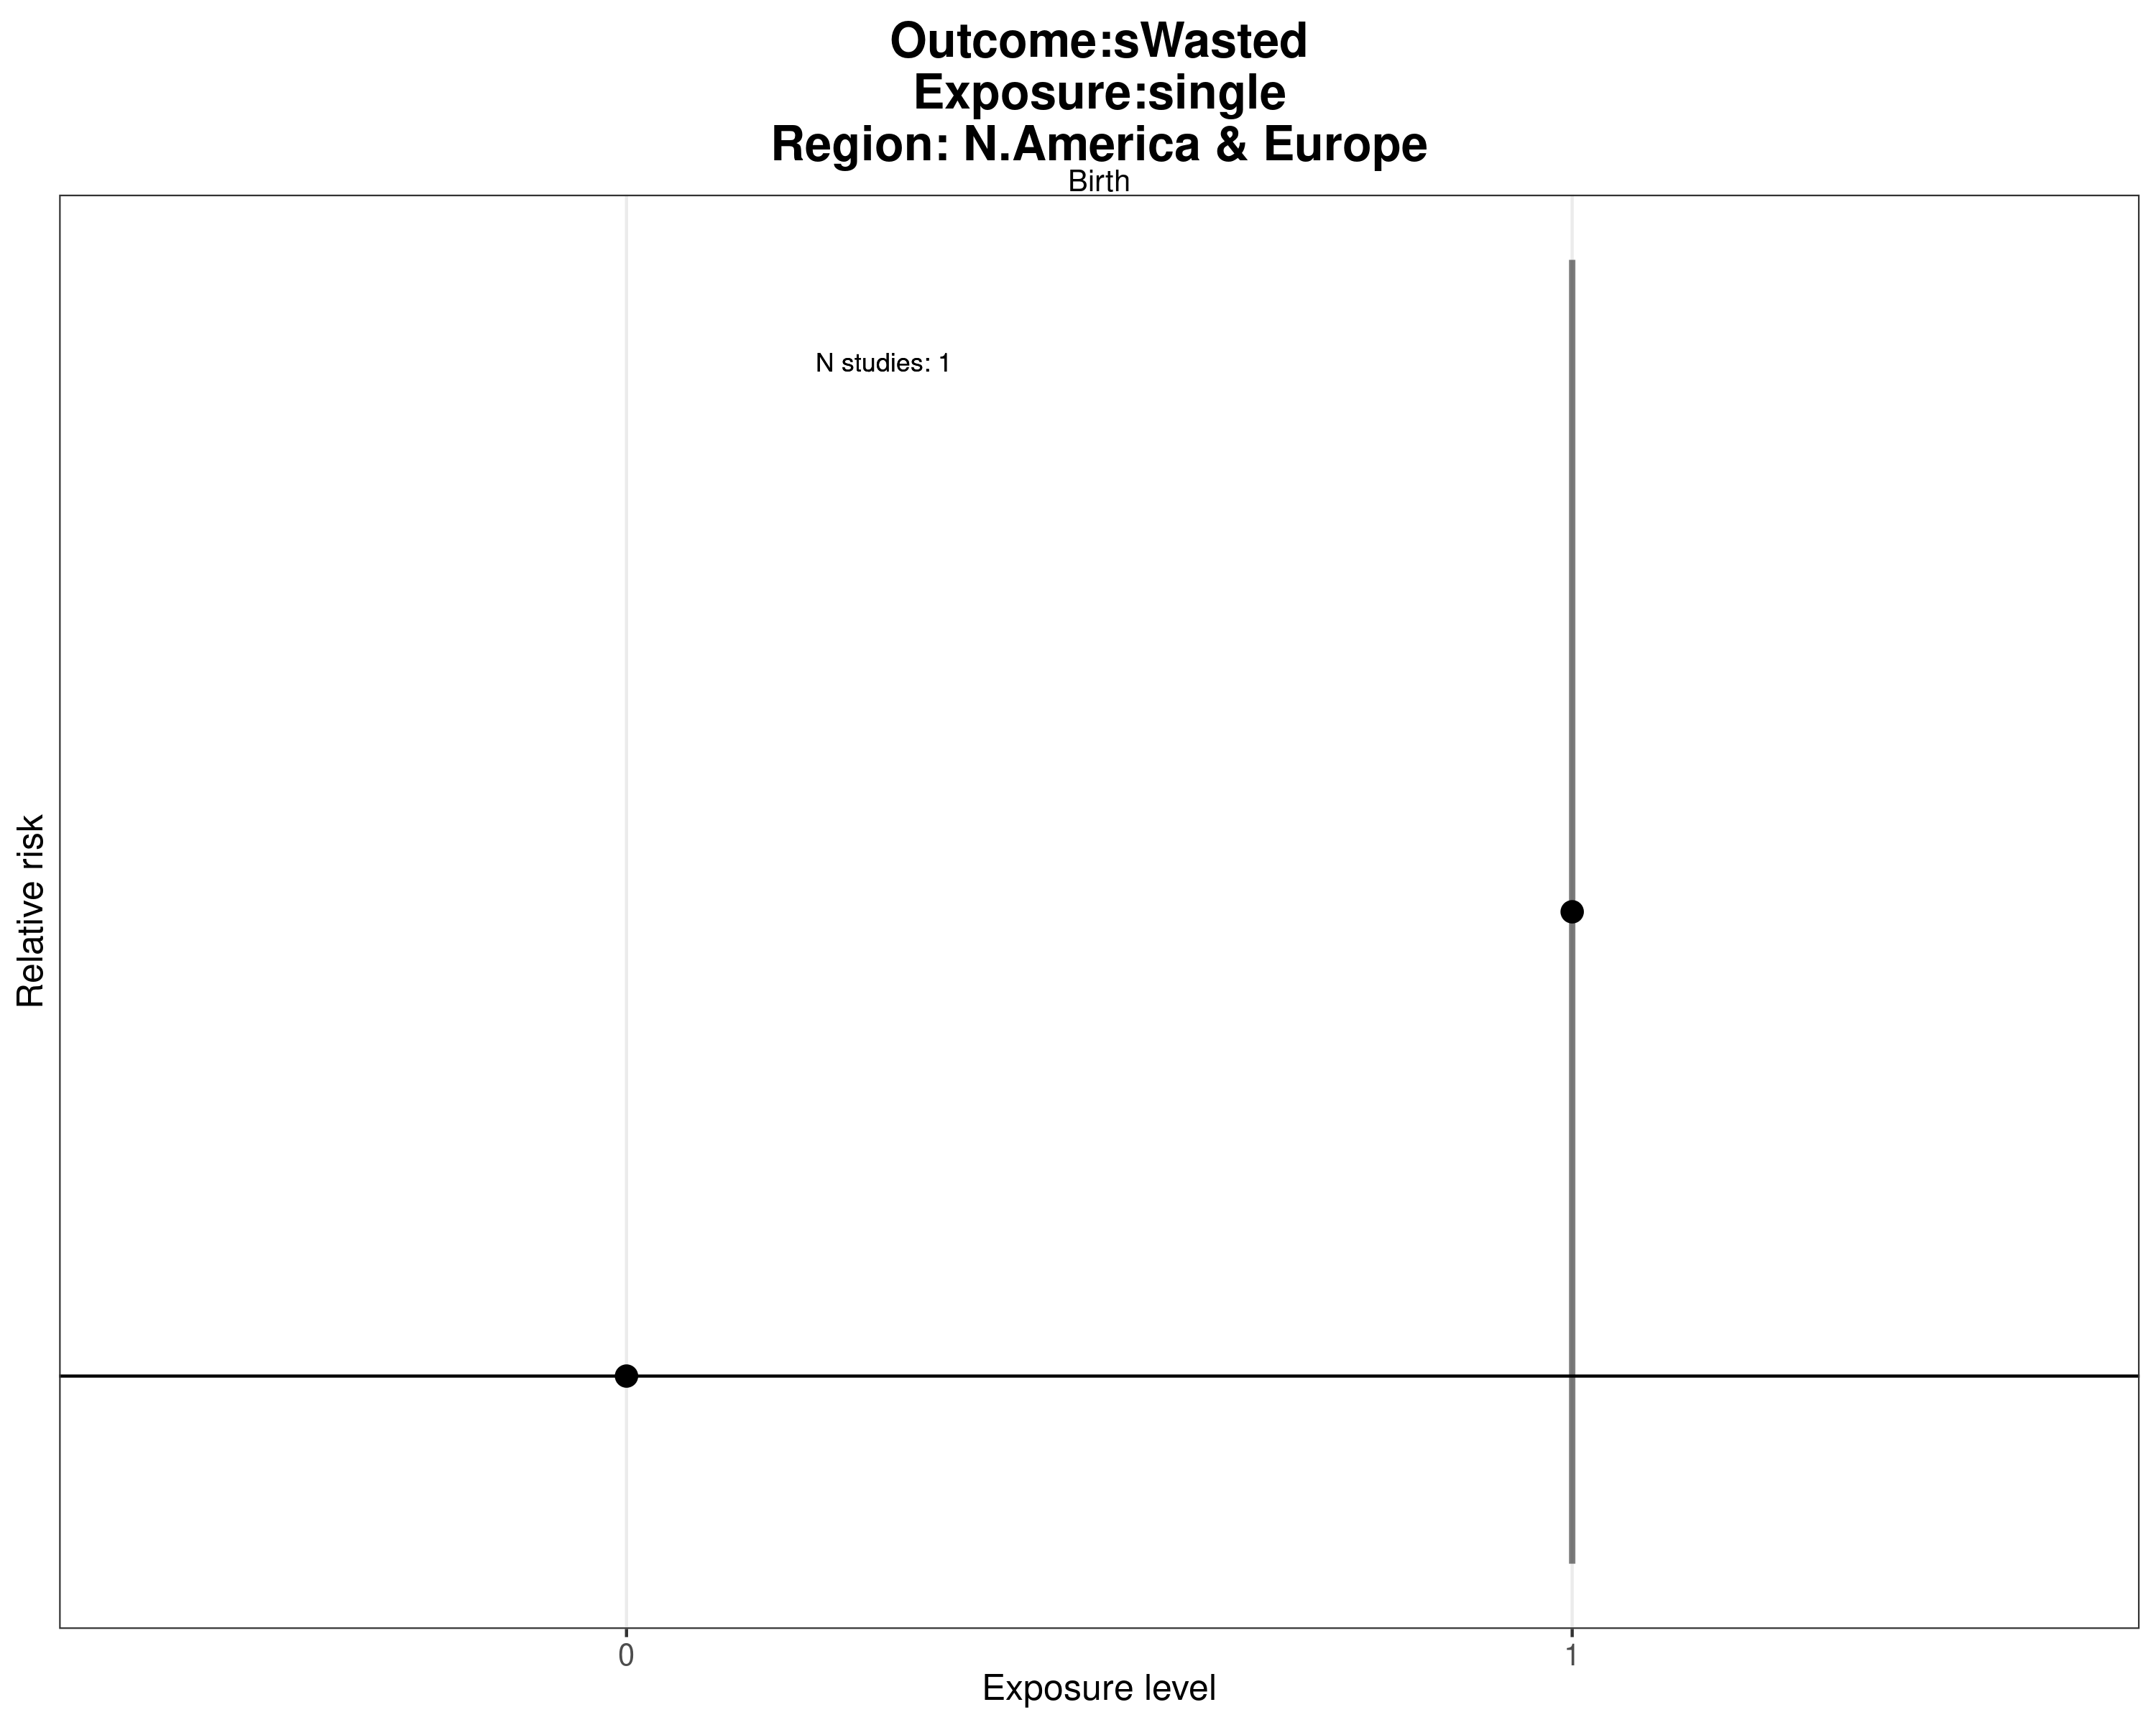 Outcome:sWasted
Exposure:single
Region: N.America & Europe
Birth
N studies: 1
Relative risk
0
1
Exposure level